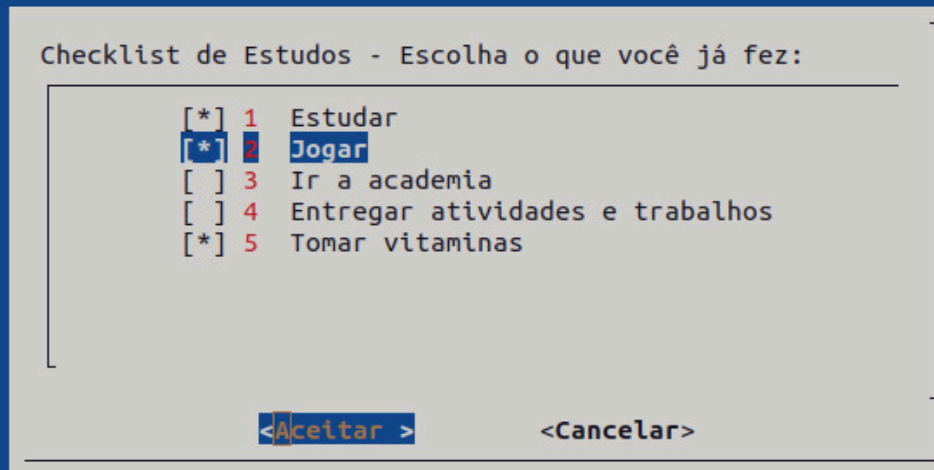 Checklist de Estudos - Escolha o que você já fez:
[*] 1 Estudar
[*] 2 Jogar
[ ] 3 Ir a academia
[ ] 4 Entregar atividades e trabalhos
[*] 5 Tomar vitaminas
<Aceitar > <Cancelar>